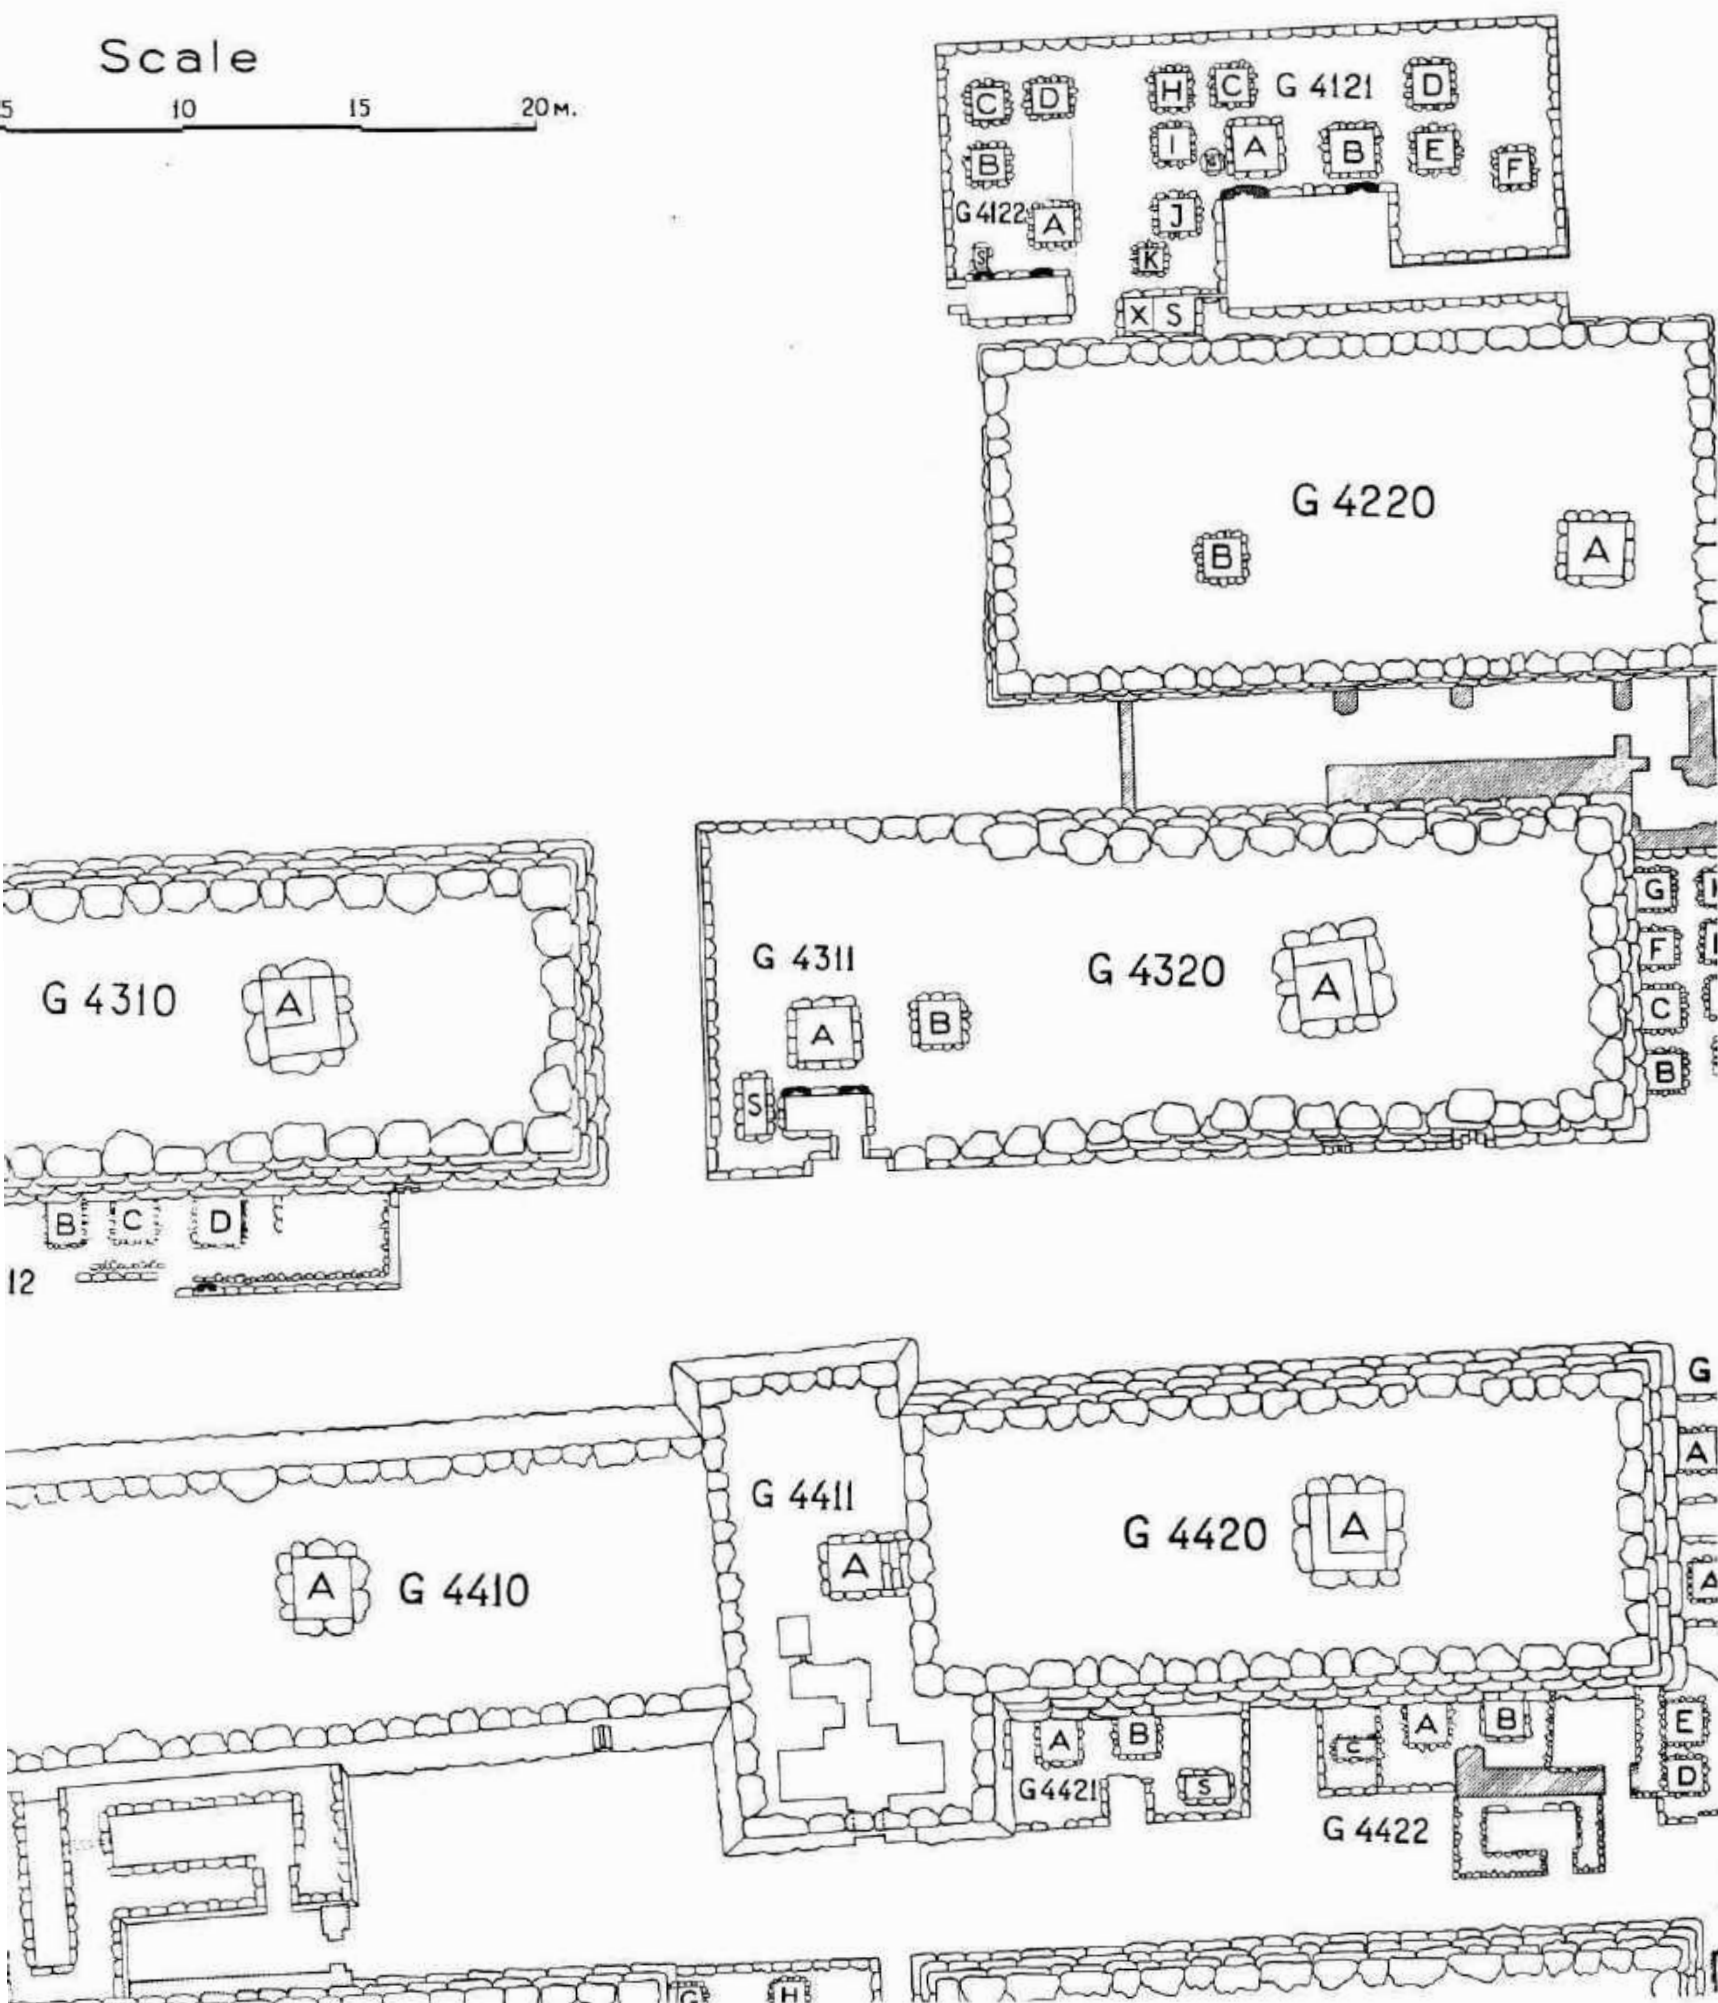 Scale
5 10 15 20 M.
C D H C G 4121 D
B I S A B E F
G 4122 A J
S K
X S
G 4220
B A
G 4311 G 4320 A
G 4310 A
A B
S
G
F
C
B
B C D
12
G
A
G 4411 G 4420 A
A G 4410 A
A
A B S
G 4421
C A B
G 4422
E
D
G H